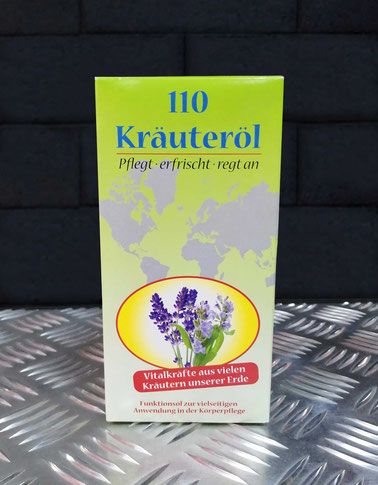 110
Kräuteröl
Pflegt · erfrischt · regt an
Vitalkräfte aus vielen
Kräutern unserer Erde
Funktionsöl zur vielseitigen
Anwendung in der Körperpflege